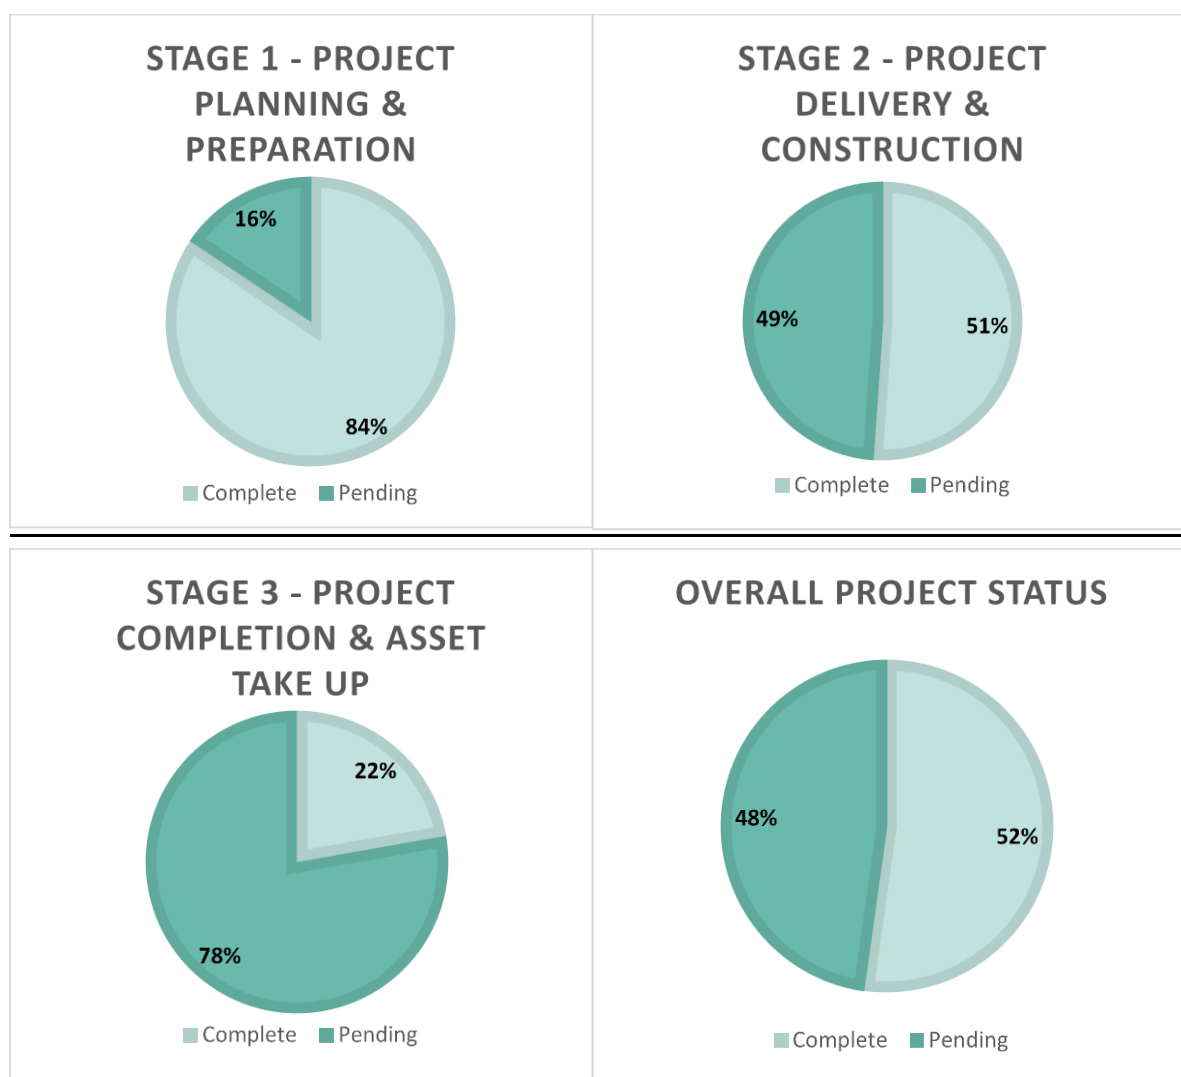 STAGE 1 - PROJECT
PLANNING &
PREPARATION
16%
84%
Complete Pending
STAGE 2 - PROJECT
DELIVERY &
CONSTRUCTION
49%
51%
Complete Pending
STAGE 3 - PROJECT
COMPLETION & ASSET
TAKE UP
22%
78%
Complete Pending
OVERALL PROJECT STATUS
48%
52%
Complete Pending